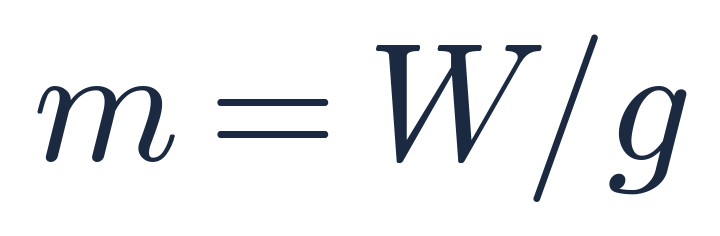 m = W/g